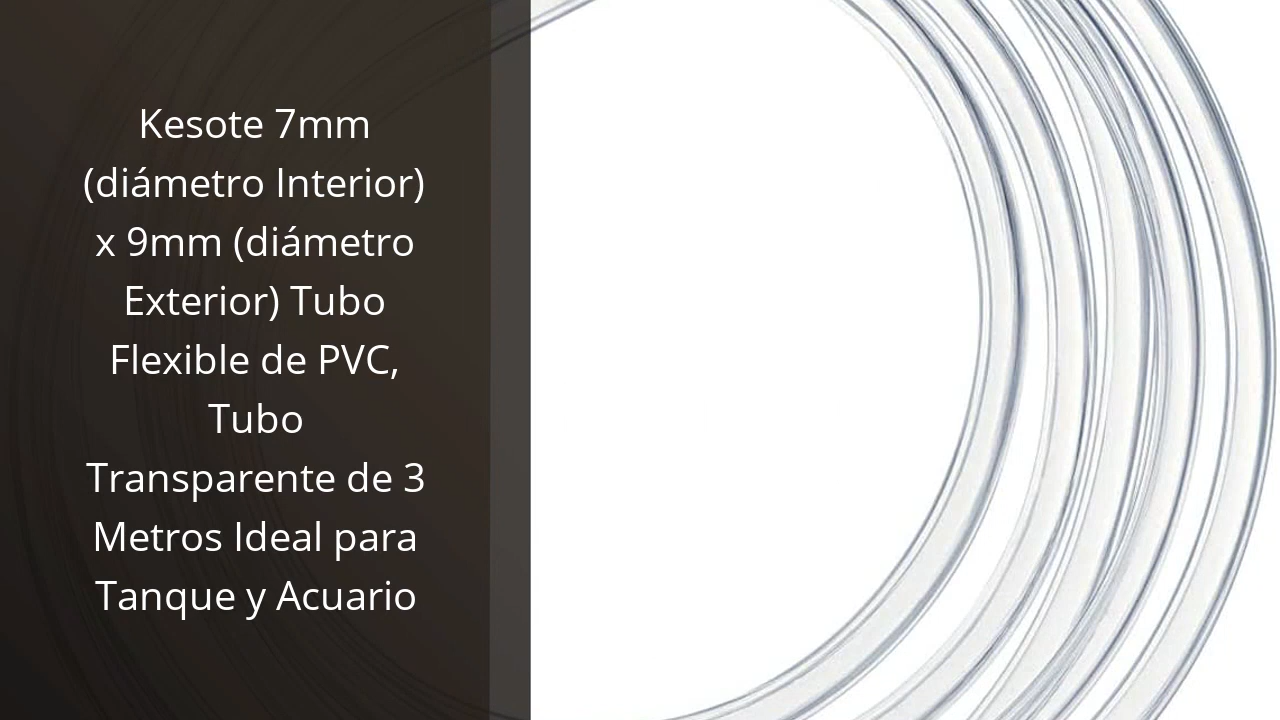 Kesote 7mm
(diámetro Interior)
x 9mm (diámetro
Exterior) Tubo
Flexible de PVC,
Tubo
Transparente de 3
Metros Ideal para
Tanque y Acuario